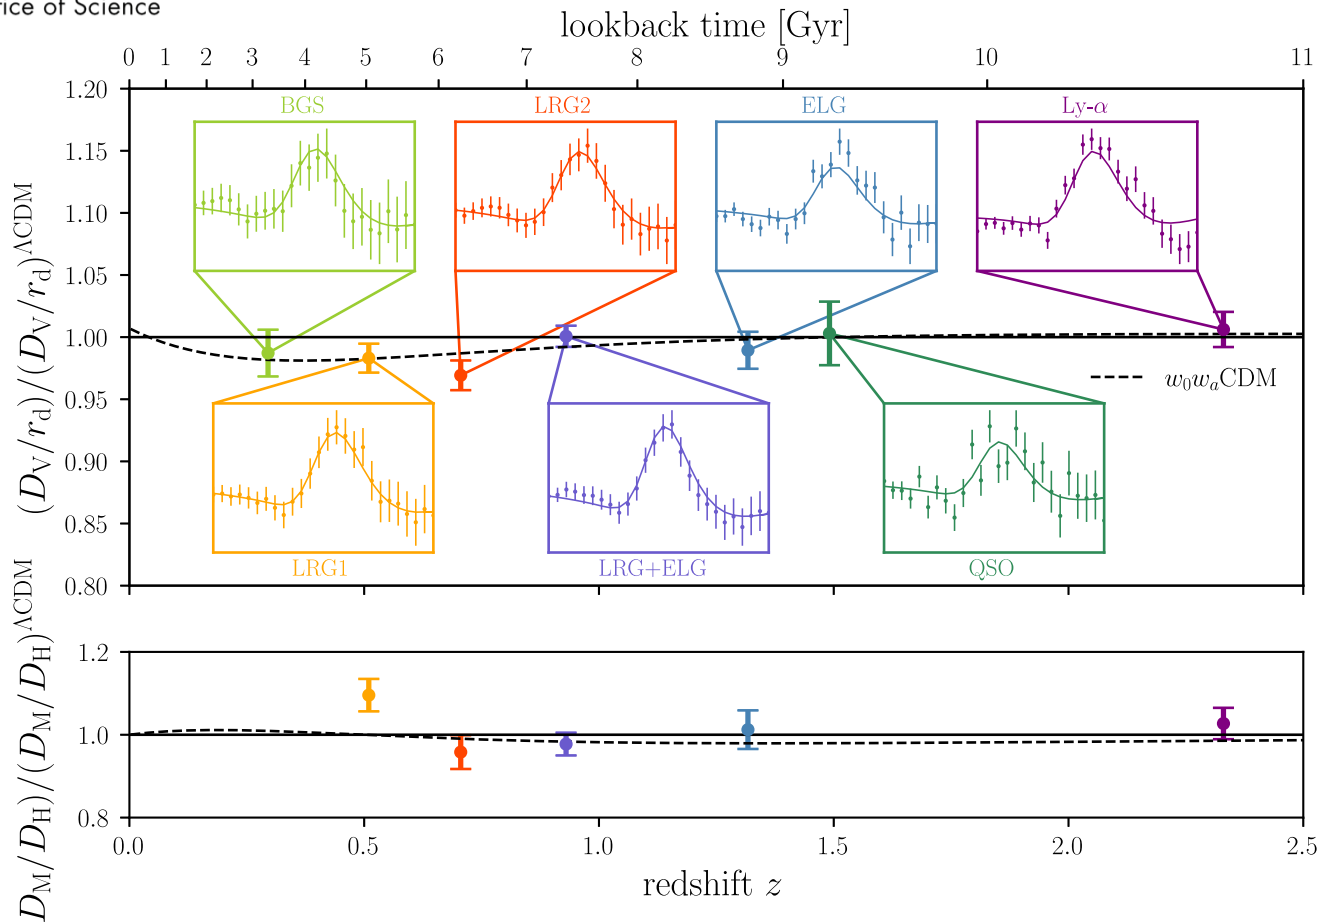 of Science
lookback time [Gyr]
0 1 2 3 4 5 6 7 8 9 10 11
1.20
1.15
1.10
1.05
1.00
0.95
0.90
0.85
0.80
(D_V/r_d)/(D_V/r_d)^ΛCDM
BGS
LRG2
ELG
Ly-α
w₀wₐCDM
LRG1
LRG+ELG
QSO
D_M/D_H)/(D_M/D_H)^ΛCDM
1.2
1.0
0.8
0.0 0.5 1.0 1.5 2.0 2.5
redshift z